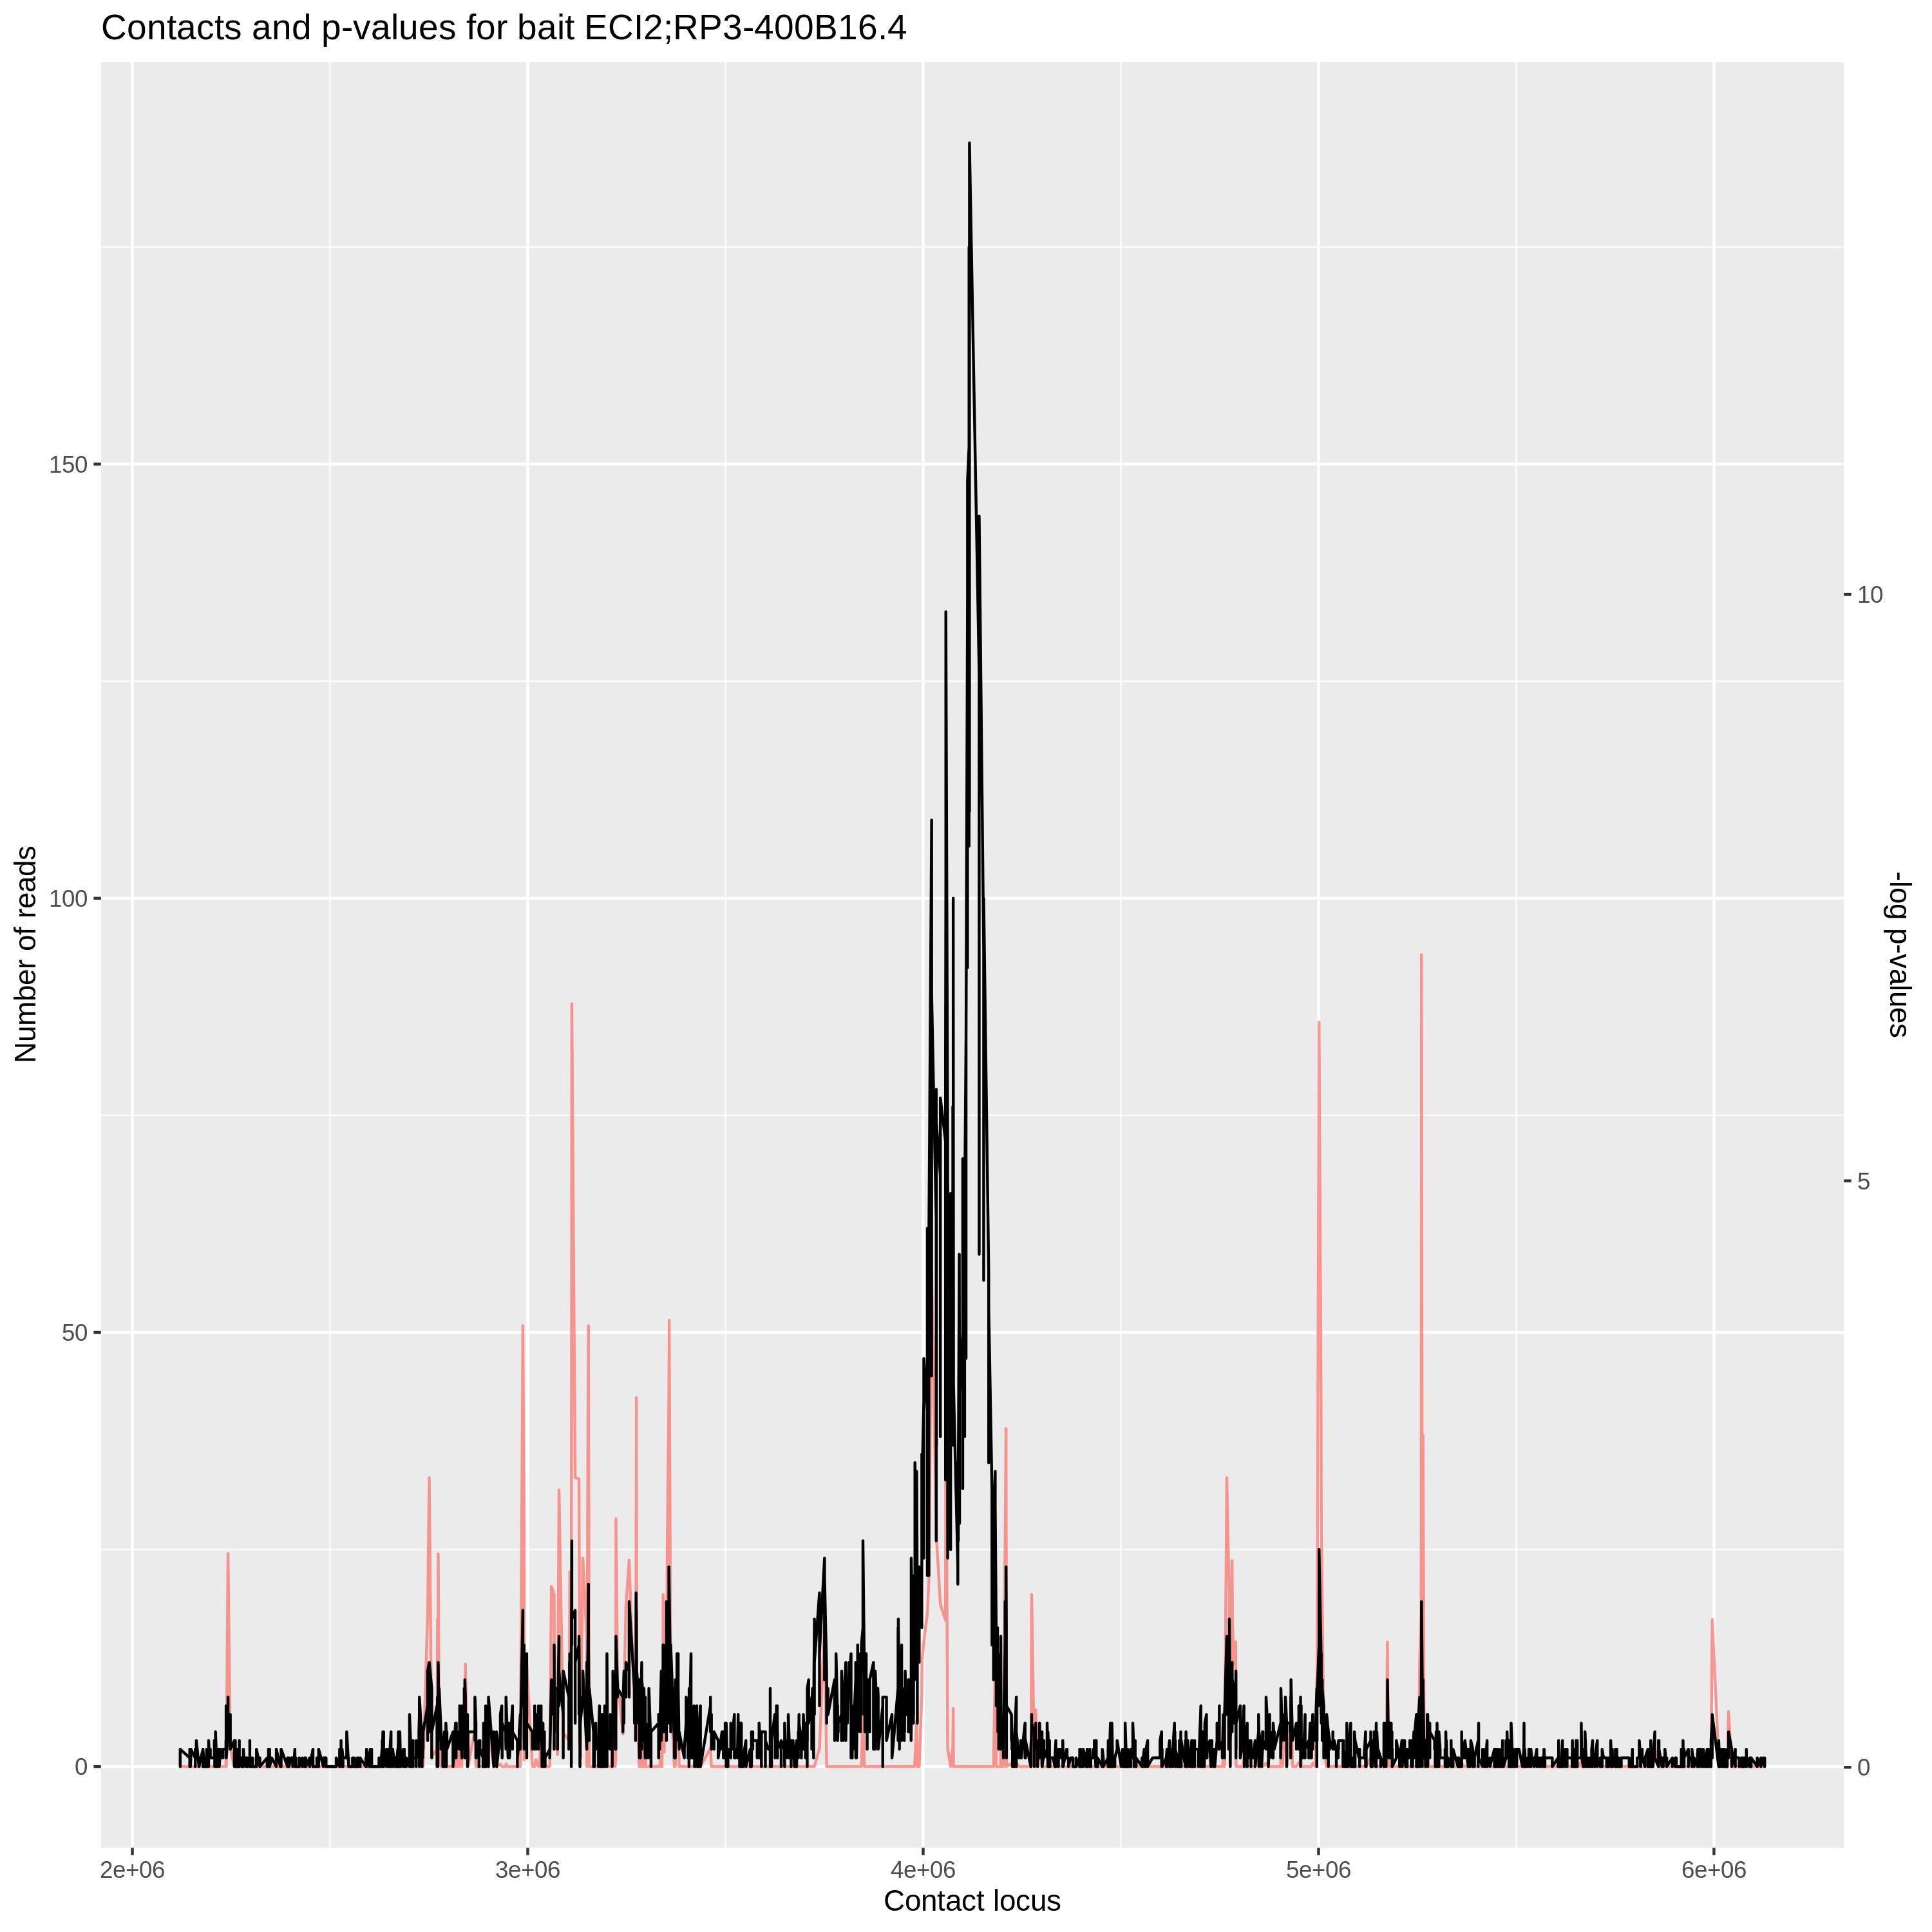 Contacts and p-values for bait ECI2;RP3-400B16.4
Number of reads
150
100
50
0
10
5
0
-log p-values
2e+06 3e+06 4e+06 5e+06 6e+06
Contact locus